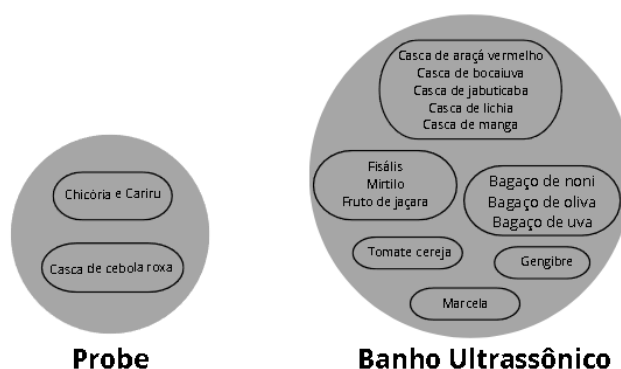 Chicória e Cariru
Casca de cebola roxa
Probe
Casca de araçá vermelho
Casca de bocaiuva
Casca de jabuticaba
Casca de lichia
Casca de manga
Fisális
Mirtilo
Fruto de jaçara
Bagaço de noni
Bagaço de oliva
Bagaço de uva
Tomate cereja
Gengibre
Marcela
Banho Ultrassônico